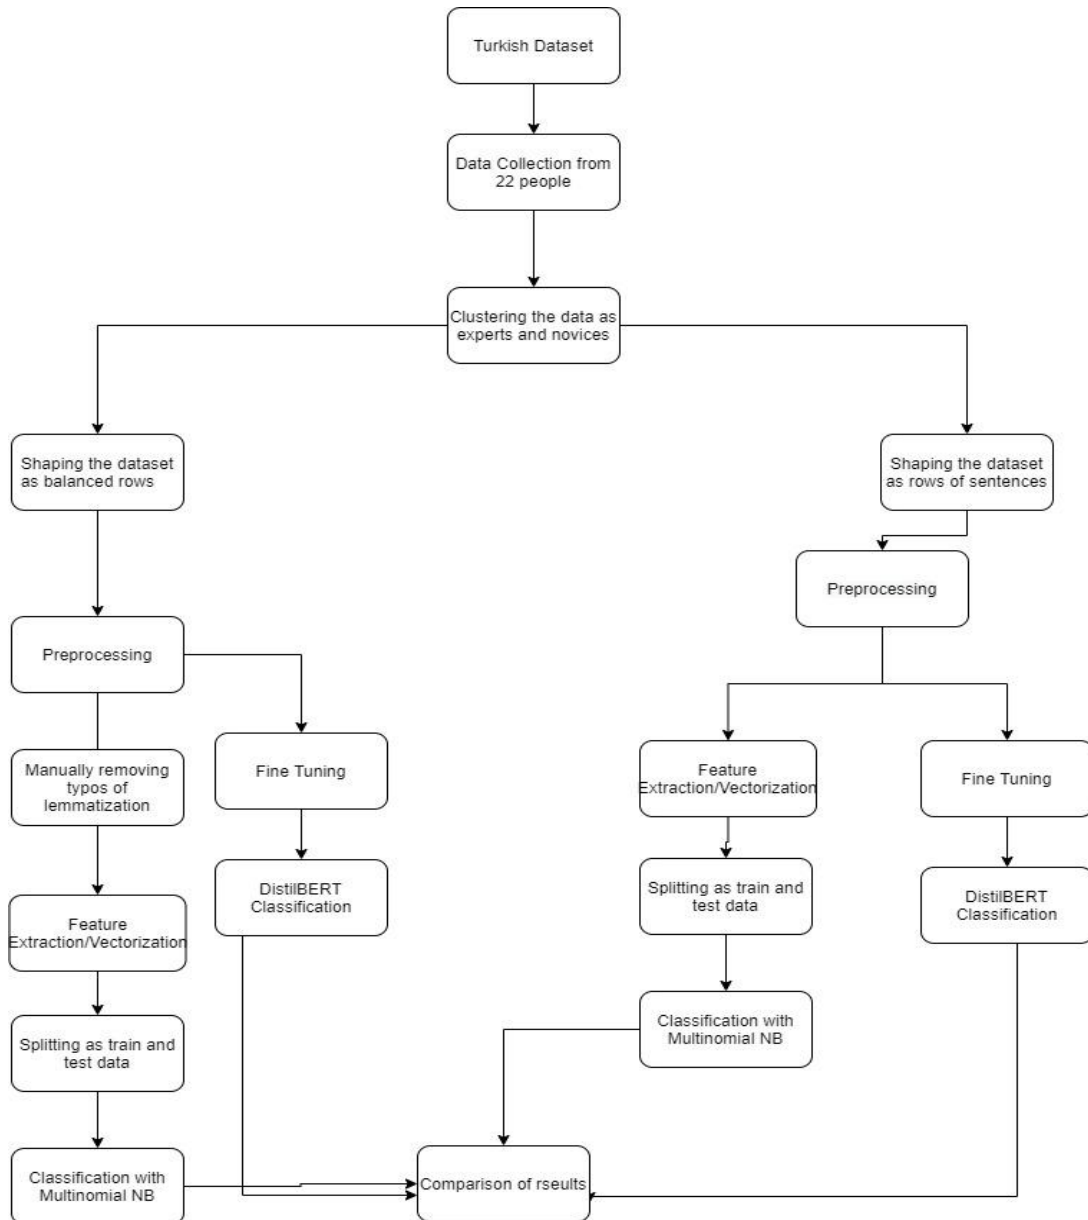 Turkish Dataset
Data Collection from
22 people
Clustering the data as
experts and novices
Shaping the dataset
as balanced rows
Shaping the dataset
as rows of sentences
Preprocessing
Preprocessing
Manually removing
typos of
lemmatization
Fine Tuning
Feature
Extraction/Vectorization
Fine Tuning
DistilBERT
Classification
Splitting as train and
test data
DistilBERT
Classification
Feature
Extraction/Vectorization
Splitting as train and
test data
Classification with
Multinomial NB
Classification with
Multinomial NB
Comparison of rseults